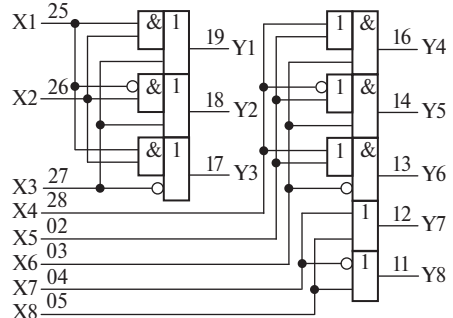 X1 25 & 1 19 Y1
1 & 16 Y4
X2 26 & 1 18 Y2
1 & 14 Y5
& 1 17 Y3
1 & 13 Y6
X3 27
X4 28
X5 02
1 12 Y7
X6 03
X7 04
1 11 Y8
X8 05